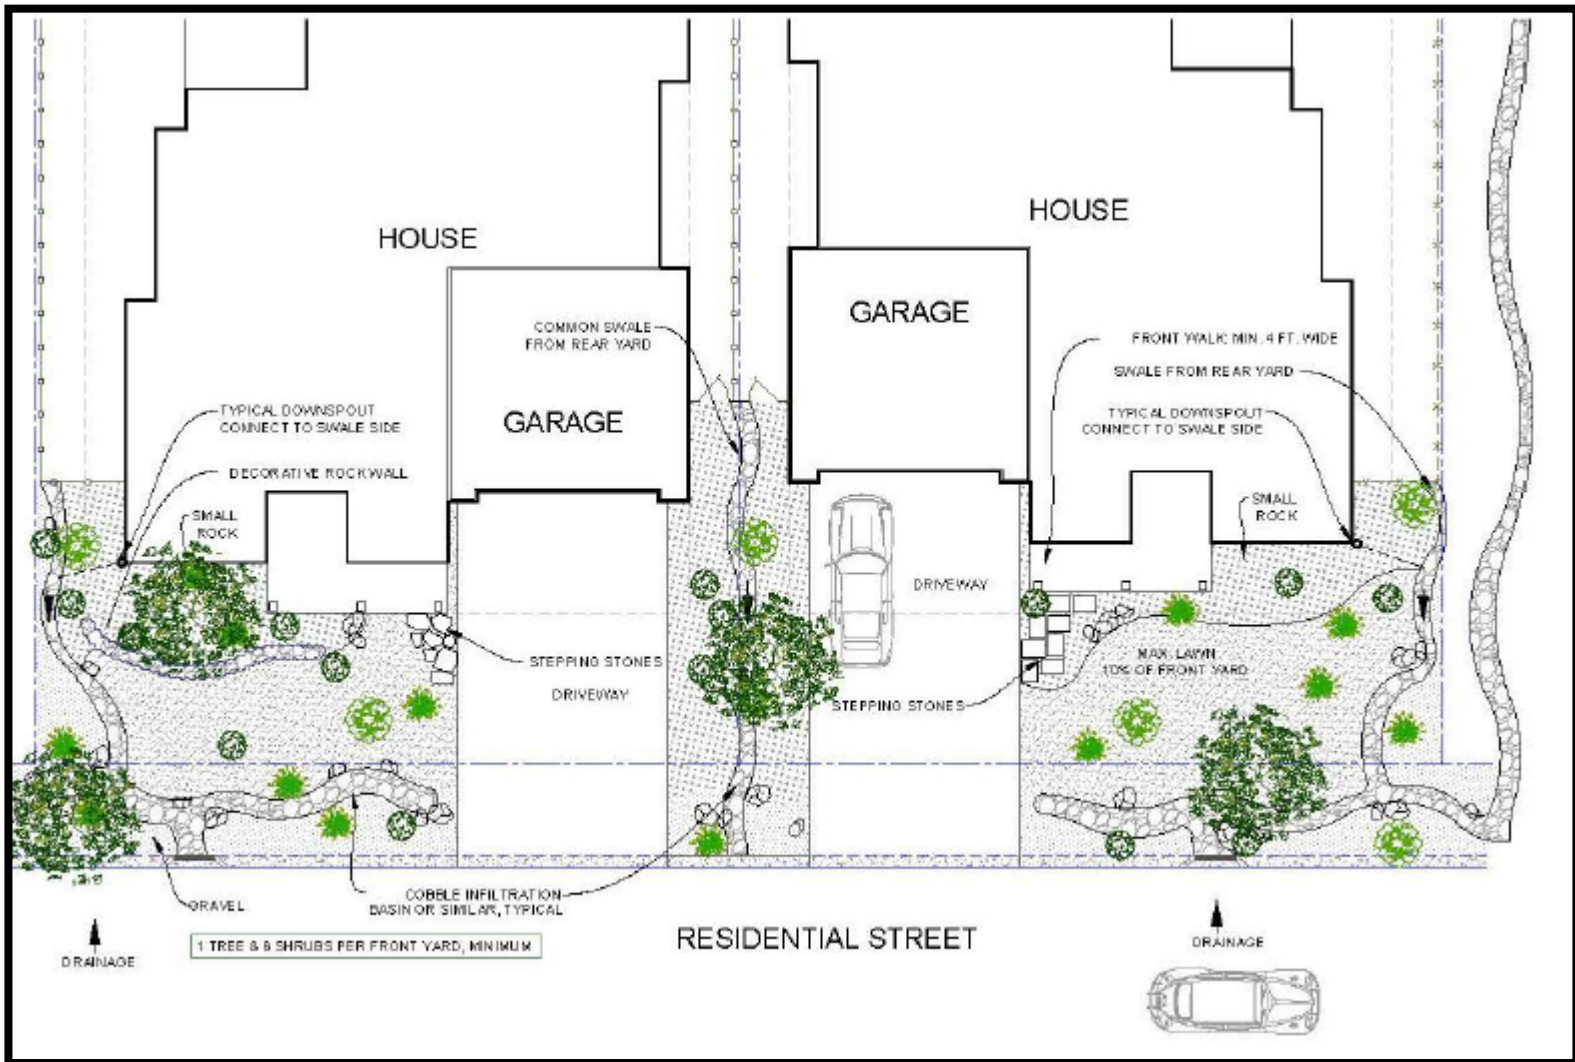 HOUSE
HOUSE
GARAGE
GARAGE
COMMON SWALE
FROM REAR YARD
FRONT WALK: MIN. 4 FT. WIDE
SWALE FROM REAR YARD
TYPICAL DOWNSPOUT
CONNECT TO SWALE SIDE
TYPICAL DOWNSPOUT
CONNECT TO SWALE SIDE
DECORATIVE ROCK WALL
SMALL
ROCK
SMALL
ROCK
DRIVEWAY
STEPPING STONES
DRIVEWAY
STEPPING STONES
MAX. LAWN
10% OF FRONT YARD
GRAVEL
COBBLE INFILTRATION
BASIN OR SIMILAR, TYPICAL
1 TREE & 8 SHRUBS PER FRONT YARD, MINIMUM
DRAINAGE
RESIDENTIAL STREET
DRAINAGE